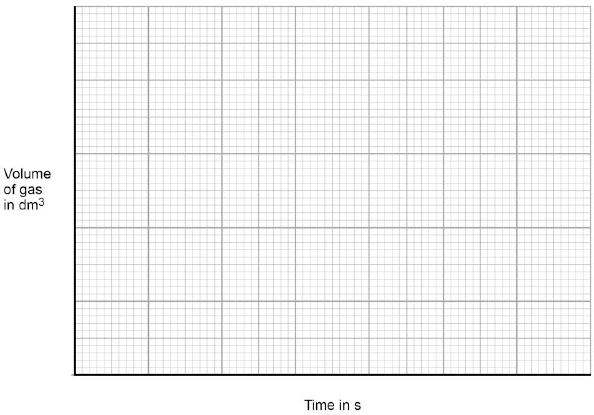 Volume
of gas
in dm³
Time in s